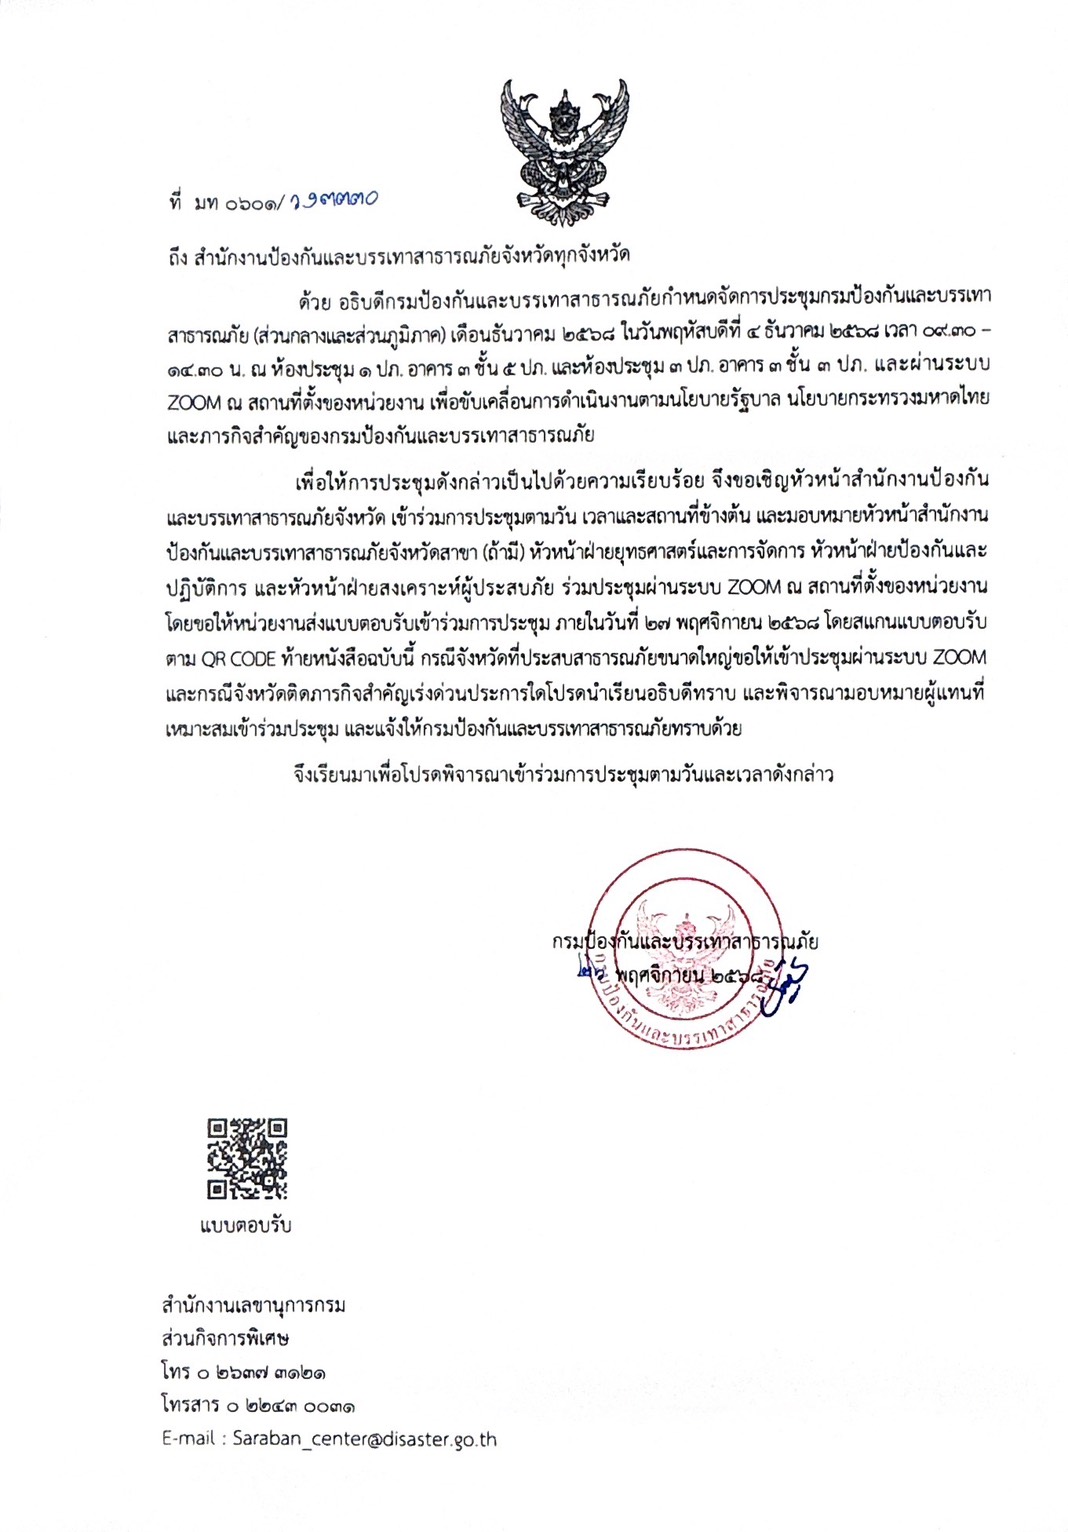 ที่ มท ๐๖๐๑/ว๑๓๓๓๐
ถึง สำนักงานป้องกันและบรรเทาสาธารณภัยจังหวัดทุกจังหวัด
ด้วย อธิบดีกรมป้องกันและบรรเทาสาธารณภัยกำหนดจัดการประชุมกรมป้องกันและบรรเทา
สาธารณภัย (ส่วนกลางและส่วนภูมิภาค) เดือนธันวาคม ๒๕๖๘ ในวันพฤหัสบดีที่ ๔ ธันวาคม ๒๕๖๘ เวลา ๐๙.๓๐ –
๑๔.๓๐ น. ณ ห้องประชุม ๑ ปภ. อาคาร ๓ ชั้น ๕ ปภ. และห้องประชุม ๓ ปภ. อาคาร ๓ ชั้น ๓ ปภ. และผ่านระบบ
ZOOM ณ สถานที่ตั้งของหน่วยงาน เพื่อขับเคลื่อนการดำเนินงานตามนโยบายรัฐบาล นโยบายกระทรวงมหาดไทย
และภารกิจสำคัญของกรมป้องกันและบรรเทาสาธารณภัย
เพื่อให้การประชุมดังกล่าวเป็นไปด้วยความเรียบร้อย จึงขอเชิญหัวหน้าสำนักงานป้องกัน
และบรรเทาสาธารณภัยจังหวัด เข้าร่วมการประชุมตามวัน เวลาและสถานที่ข้างต้น และมอบหมายหัวหน้าสำนักงาน
ป้องกันและบรรเทาสาธารณภัยจังหวัดสาขา (ถ้ามี) หัวหน้าฝ่ายยุทธศาสตร์และการจัดการ หัวหน้าฝ่ายป้องกันและ
ปฏิบัติการ และหัวหน้าฝ่ายสงเคราะห์ผู้ประสบภัย ร่วมประชุมผ่านระบบ ZOOM ณ สถานที่ตั้งของหน่วยงาน
โดยขอให้หน่วยงานส่งแบบตอบรับเข้าร่วมการประชุม ภายในวันที่ ๒๗ พฤศจิกายน ๒๕๖๘ โดยสแกนแบบตอบรับ
ตาม QR CODE ท้ายหนังสือฉบับนี้ กรณีจังหวัดที่ประสบสาธารณภัยขนาดใหญ่ขอให้เข้าประชุมผ่านระบบ ZOOM
และกรณีจังหวัดติดภารกิจสำคัญเร่งด่วนประการใดโปรดนำเรียนอธิบดีทราบ และพิจารณามอบหมายผู้แทนที่
เหมาะสมเข้าร่วมประชุม และแจ้งให้กรมป้องกันและบรรเทาสาธารณภัยทราบด้วย
จึงเรียนมาเพื่อโปรดพิจารณาเข้าร่วมการประชุมตามวันและเวลาดังกล่าว
กรมป้องกันและบรรเทาสาธารณภัย
พฤศจิกายน ๒๕๖๘
กรมป้องกันและบรรเทาสาธารณภัย
แบบตอบรับ
สำนักงานเลขานุการกรม
ส่วนกิจการพิเศษ
โทร ๐ ๒๖๓๗ ๓๑๒๑
โทรสาร ๐ ๒๒๔๓ ๐๐๓๑
E-mail : Saraban_center@disaster.go.th